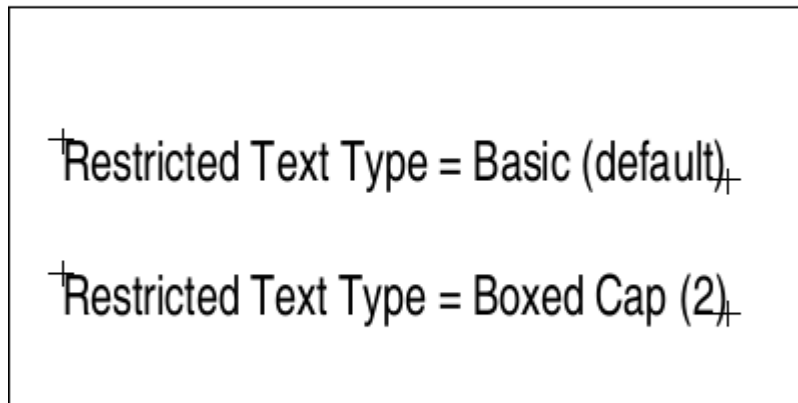 Restricted Text Type = Basic (default)
Restricted Text Type = Boxed Cap (2)